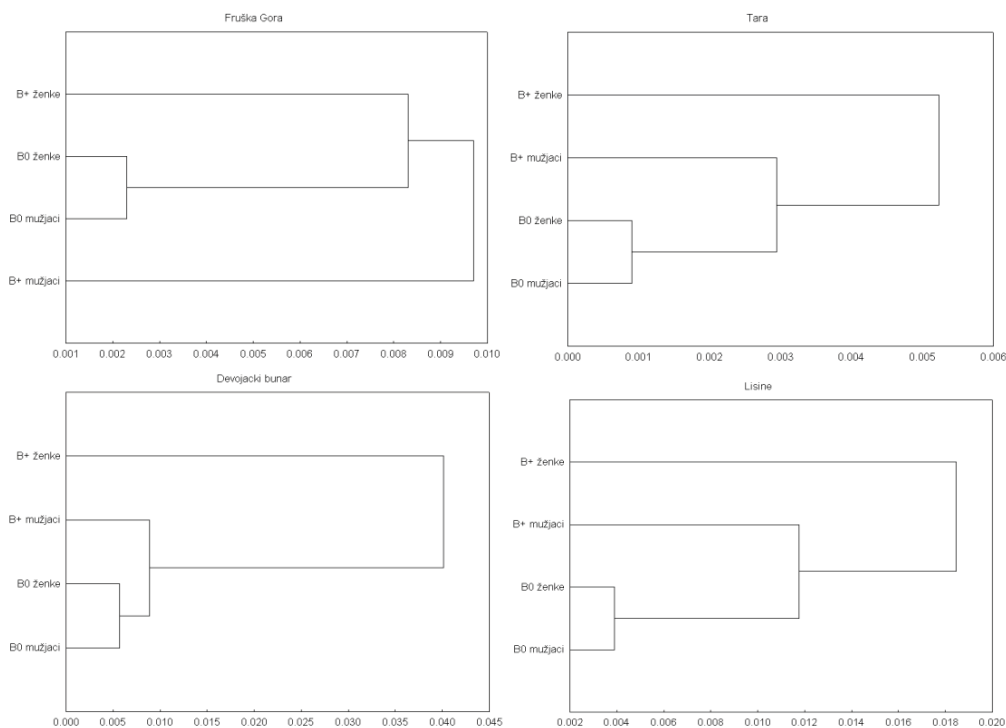 Fruška Gora
B+ ženke
B0 ženke
B0 mužjaci
B+ mužjaci
0.001 0.002 0.003 0.004 0.005 0.006 0.007 0.008 0.009 0.010
Tara
B+ ženke
B+ mužjaci
B0 ženke
B0 mužjaci
0.000 0.001 0.002 0.003 0.004 0.005 0.006
Devojacki bunar
B+ ženke
B+ mužjaci
B0 ženke
B0 mužjaci
0.000 0.005 0.010 0.015 0.020 0.025 0.030 0.035 0.040 0.045
Lisine
B+ ženke
B+ mužjaci
B0 ženke
B0 mužjaci
0.002 0.004 0.006 0.008 0.010 0.012 0.014 0.016 0.018 0.020